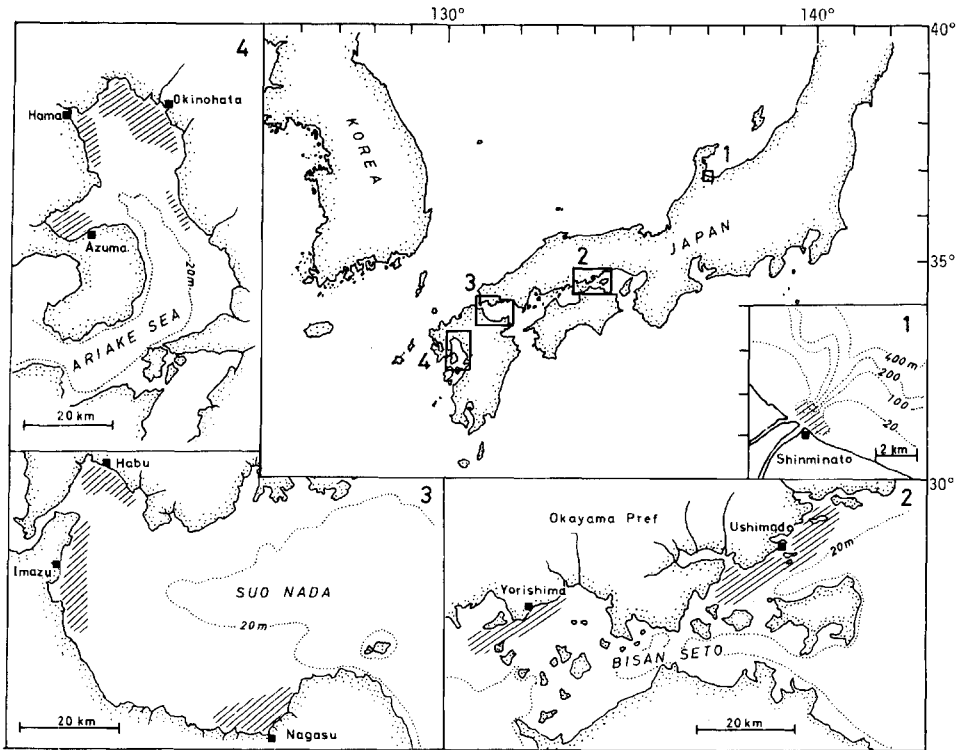 130°
140°
40°
4
Okinohata
Hama
Azuma
20m
ARIAKE SEA
20 km
KOREA
JAPAN
1
2
3
4
35°
1
400 m
200
100
20
2 km
Shinminato
30°
Habu
3
Imazu
SUO NADA
20m
20 km
Nagasu
2
Okayama Pref
Ushimado
20m
Yorishima
BISAN SETO
20 km